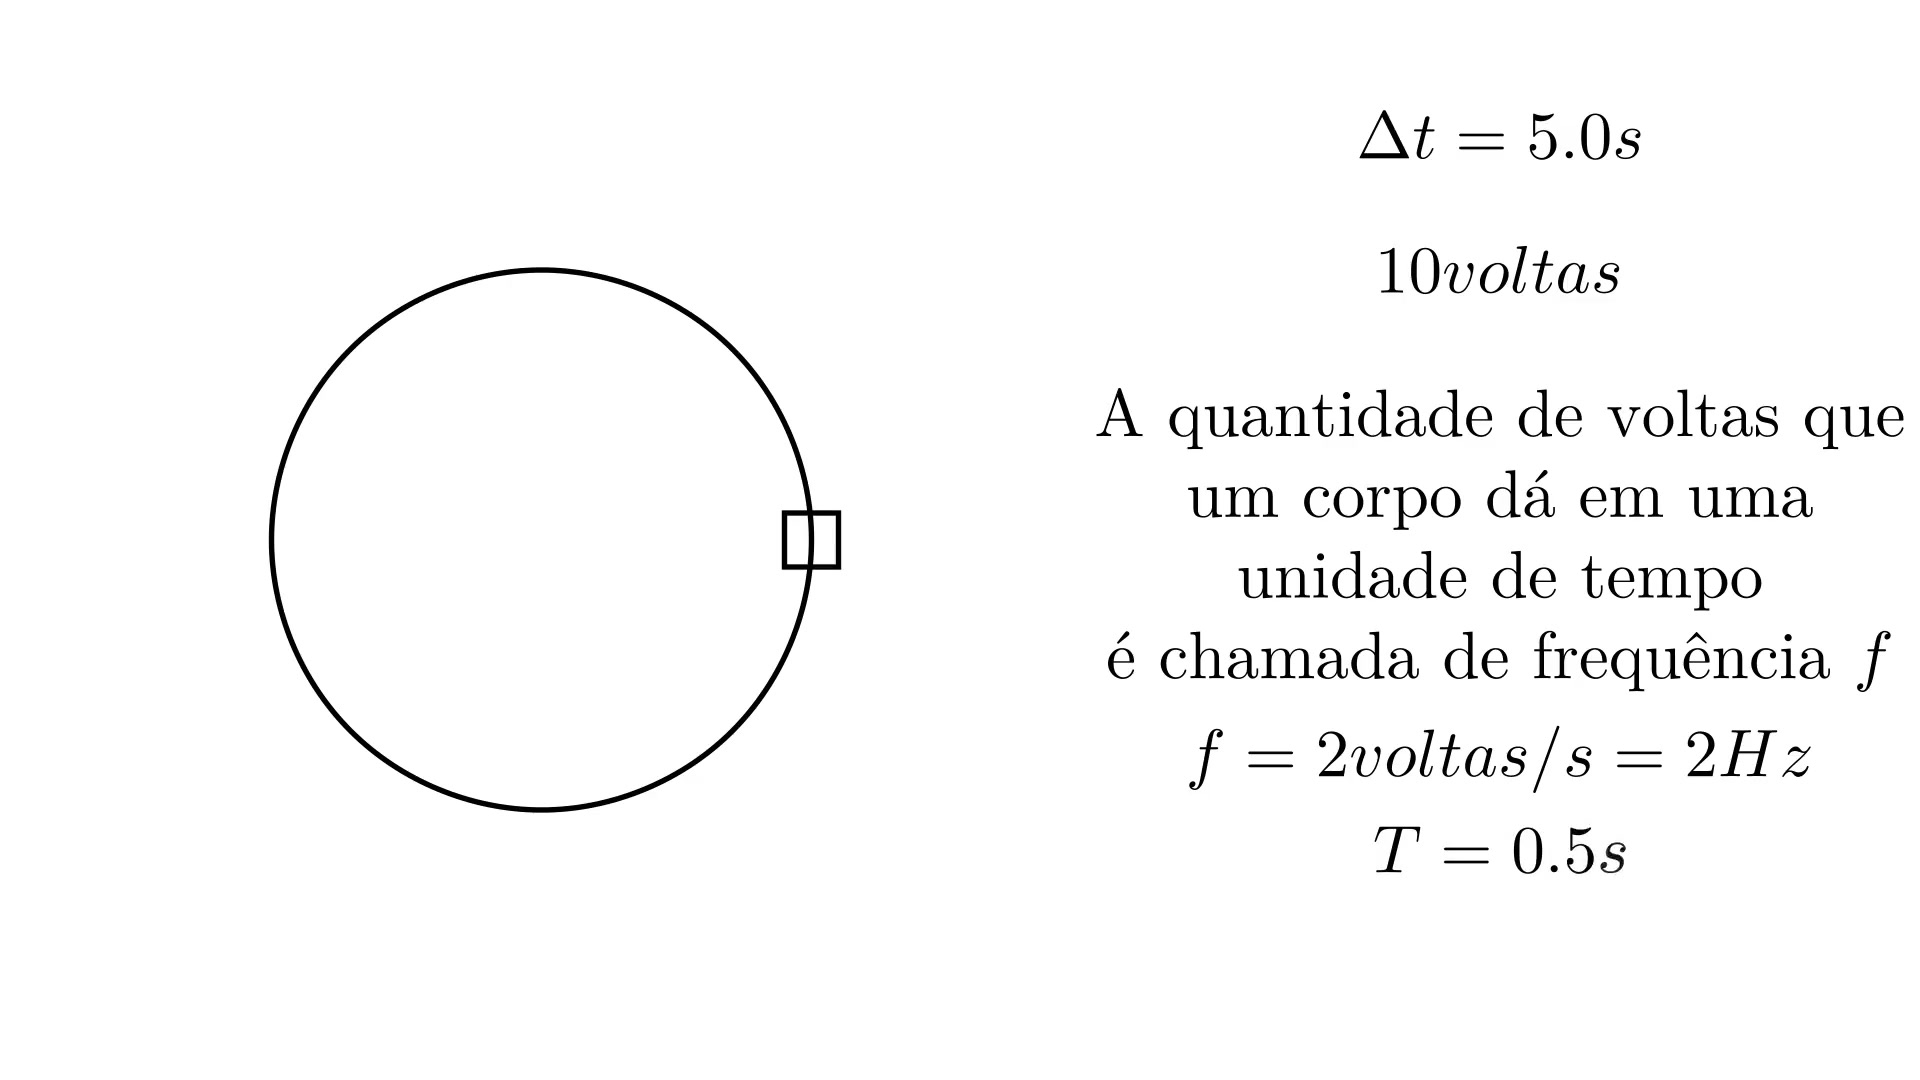 Δt = 5.0s
10voltas
A quantidade de voltas que
um corpo dá em uma
unidade de tempo
é chamada de frequência f
f = 2voltas/s = 2Hz
T = 0.5s